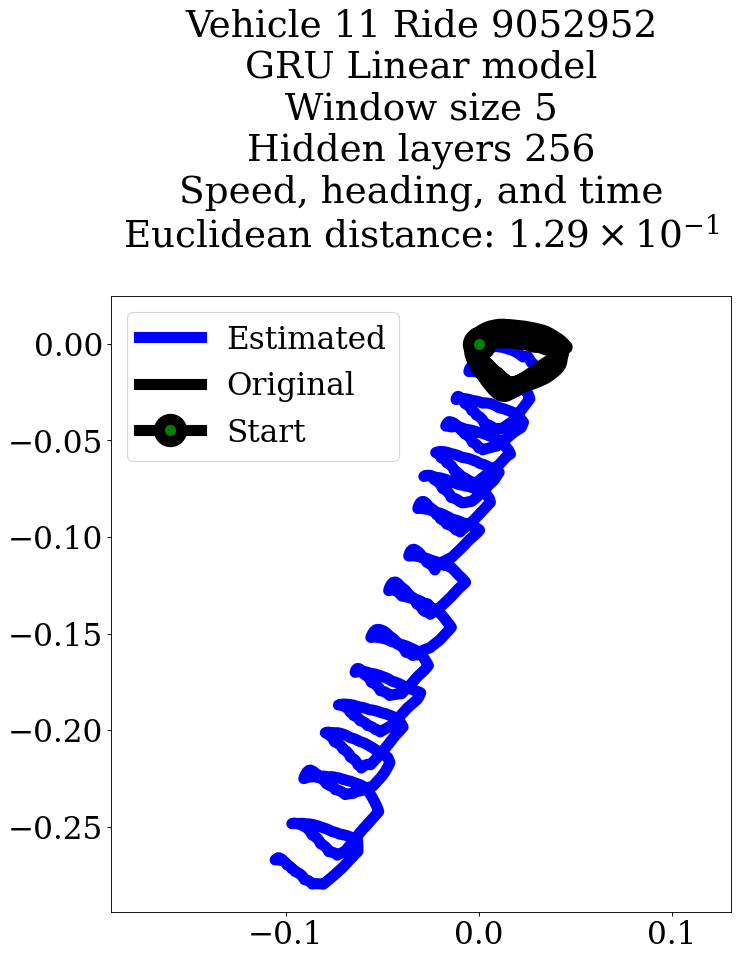 Vehicle 11 Ride 9052952
GRU Linear model
Window size 5
Hidden layers 256
Speed, heading, and time
Euclidean distance: 1.29 × 10⁻¹
Estimated
Original
Start
0.00
−0.05
−0.10
−0.15
−0.20
−0.25
−0.1 0.0 0.1